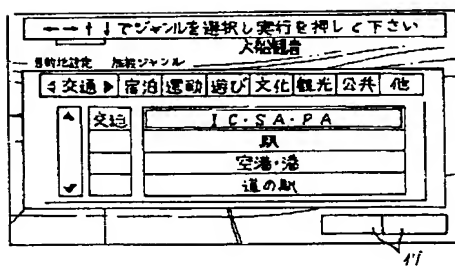 ←→↑↓でジャンルを選択し実行を押して下さい
大船観音
目的地設定 施設ジャンル
◁交通▶ 宿泊 運動 遊び 文化 観光 公共 他
▲ 交通 IC・SA・PA
駅
空港・港
▼ 道の駅